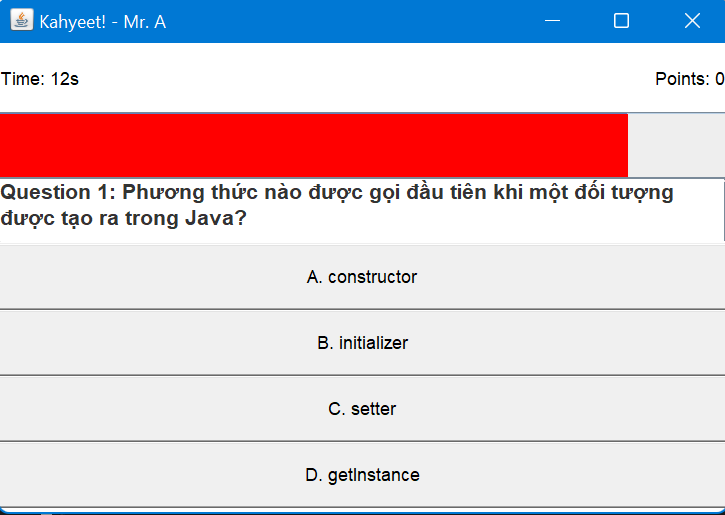 Kahyeet! - Mr. A
Time: 12s
Points: 0
Question 1: Phương thức nào được gọi đầu tiên khi một đối tượng
được tạo ra trong Java?
A. constructor
B. initializer
C. setter
D. getInstance